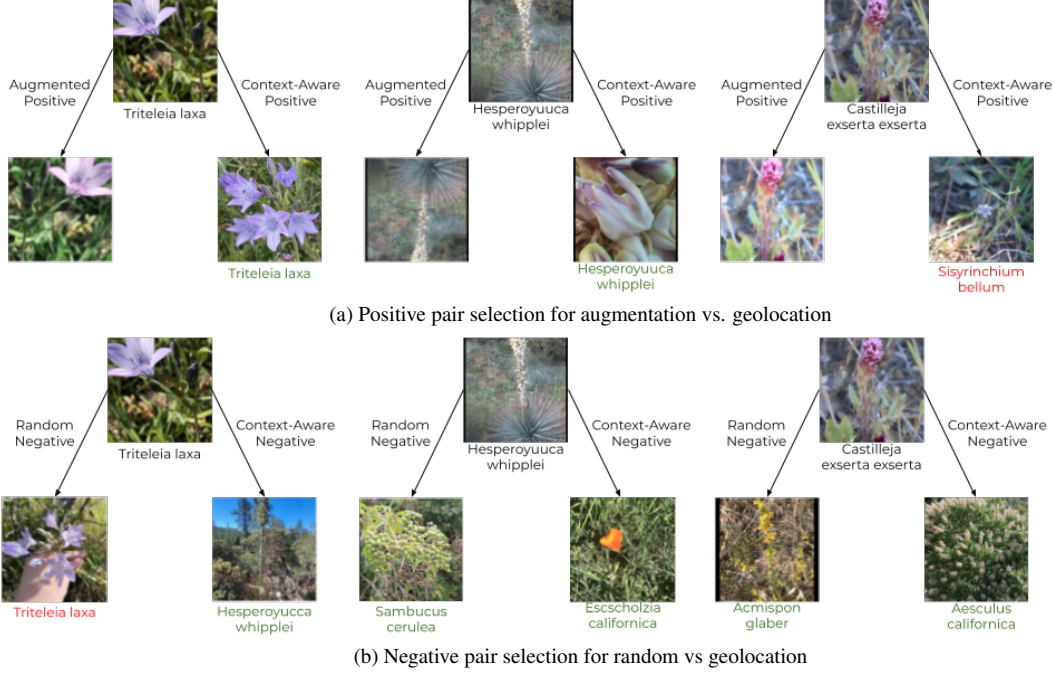 Augmented
Positive
Triteleia laxa
Context-Aware
Positive
Triteleia laxa
Augmented
Positive
Hesperoyuuca
whipplei
Context-Aware
Positive
Hesperoyuuca
whipplei
Augmented
Positive
Castilleja
exserta exserta
Context-Aware
Positive
Sisyrinchium
bellum
(a) Positive pair selection for augmentation vs. geolocation
Random
Negative
Triteleia laxa
Context-Aware
Negative
Triteleia laxa
Hesperoyucca
whipplei
Random
Negative
Hesperoyuuca
whipplei
Context-Aware
Negative
Sambucus
cerulea
Escscholzia
californica
Random
Negative
Castilleja
exserta exserta
Context-Aware
Negative
Acmispon
glaber
Aesculus
californica
(b) Negative pair selection for random vs geolocation